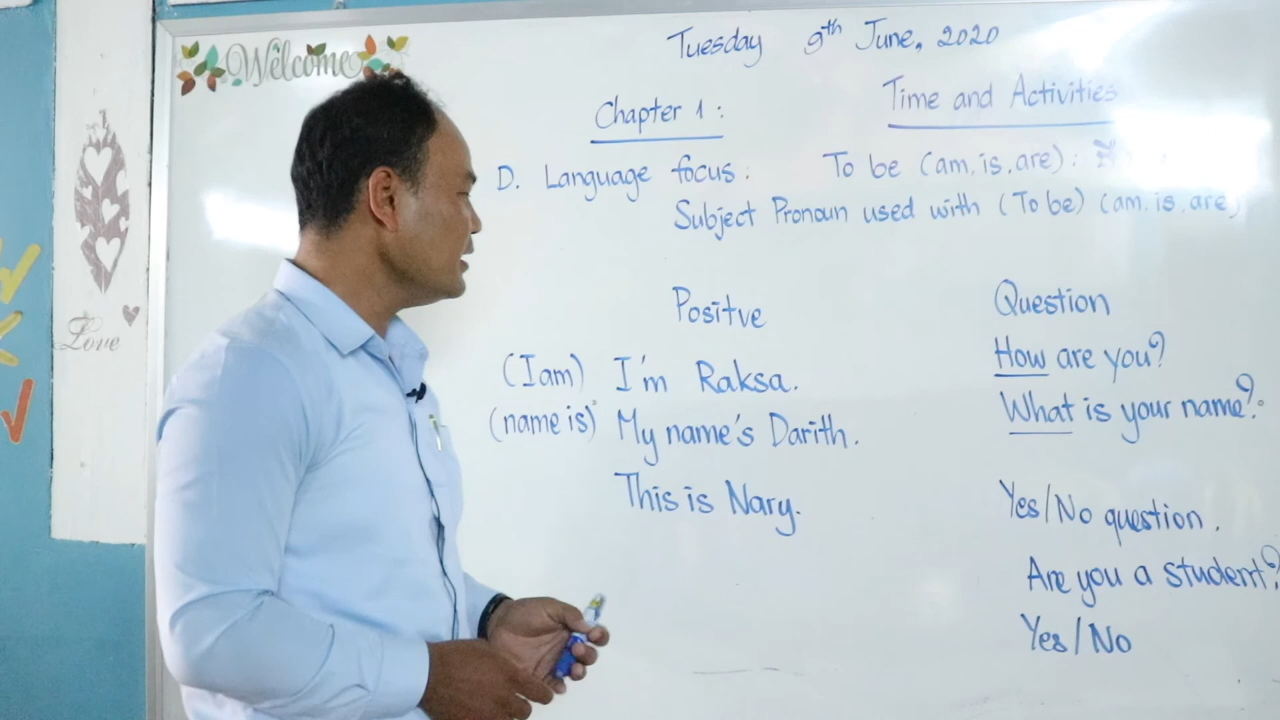 Welcome
Tuesday 9th June, 2020
Chapter 1 : Time and Activities
D. Language focus : To be (am, is, are) :
Subject Pronoun used with (To be) (am, is, are)
Positve
(I am) I'm Raksa.
(name is) My name's Darith.
This is Nary.
Question
How are you?
What is your name?
Yes/No question.
Are you a student?
Yes/No
Love